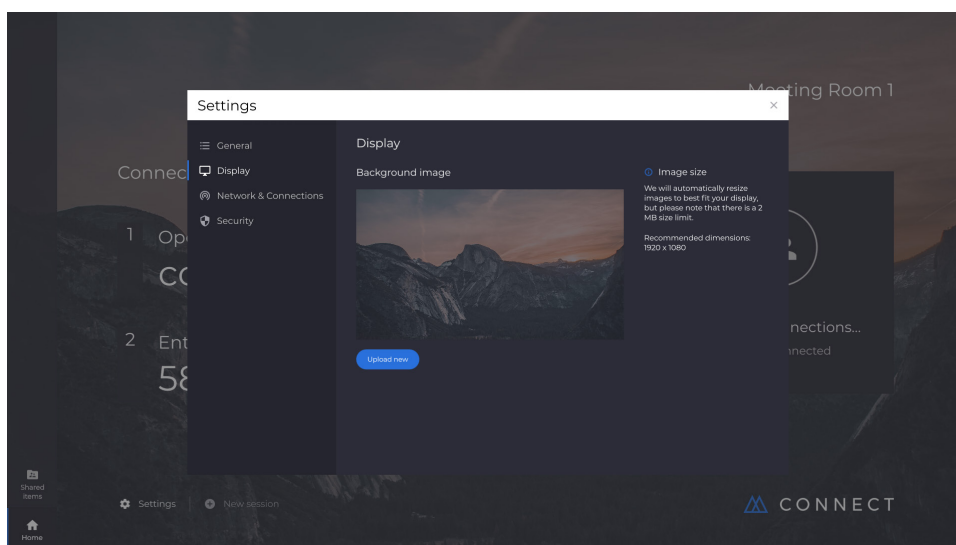 Meeting Room 1
Settings
General
Display
Network & Connections
Security
Display
Background image
Upload new
Image size
We will automatically resize
images to best fit your display,
but please note that there is a 2
MB size limit.
Recommended dimensions:
1920 x 1080
Connec
1 Op
co
2 Ent
58
nections...
nnected
Shared
Items
Home
Settings
New session
CONNECT